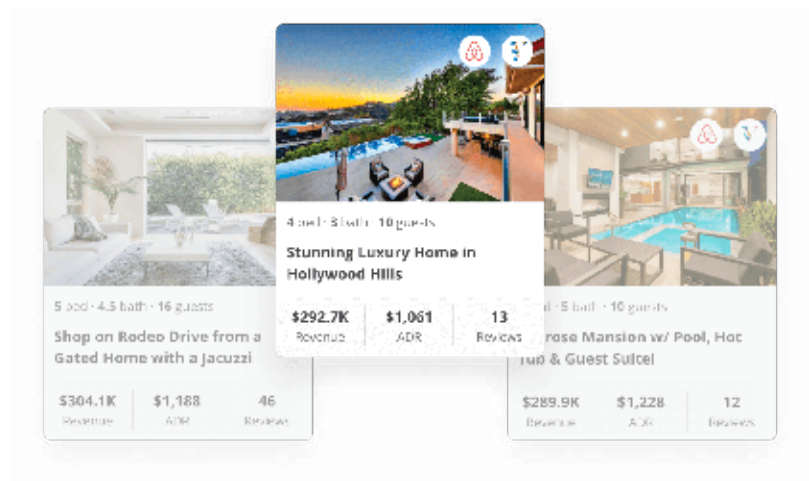 4 bed · 3 bath · 10 guests
Stunning Luxury Home in
Hollywood Hills
$292.7K
Revenue
$1,061
ADR
13
Reviews
5 bed · 4.5 bath · 16 guests
Shop on Rodeo Drive from a
Gated Home with a Jacuzzi
$304.1K
Revenue
$1,188
ADR
46
Reviews
· 5 bath · 10 guests
Mansion w/ Pool, Hot
Tub & Guest Suite!
$289.9K
Revenue
$1,228
ADR
12
Reviews